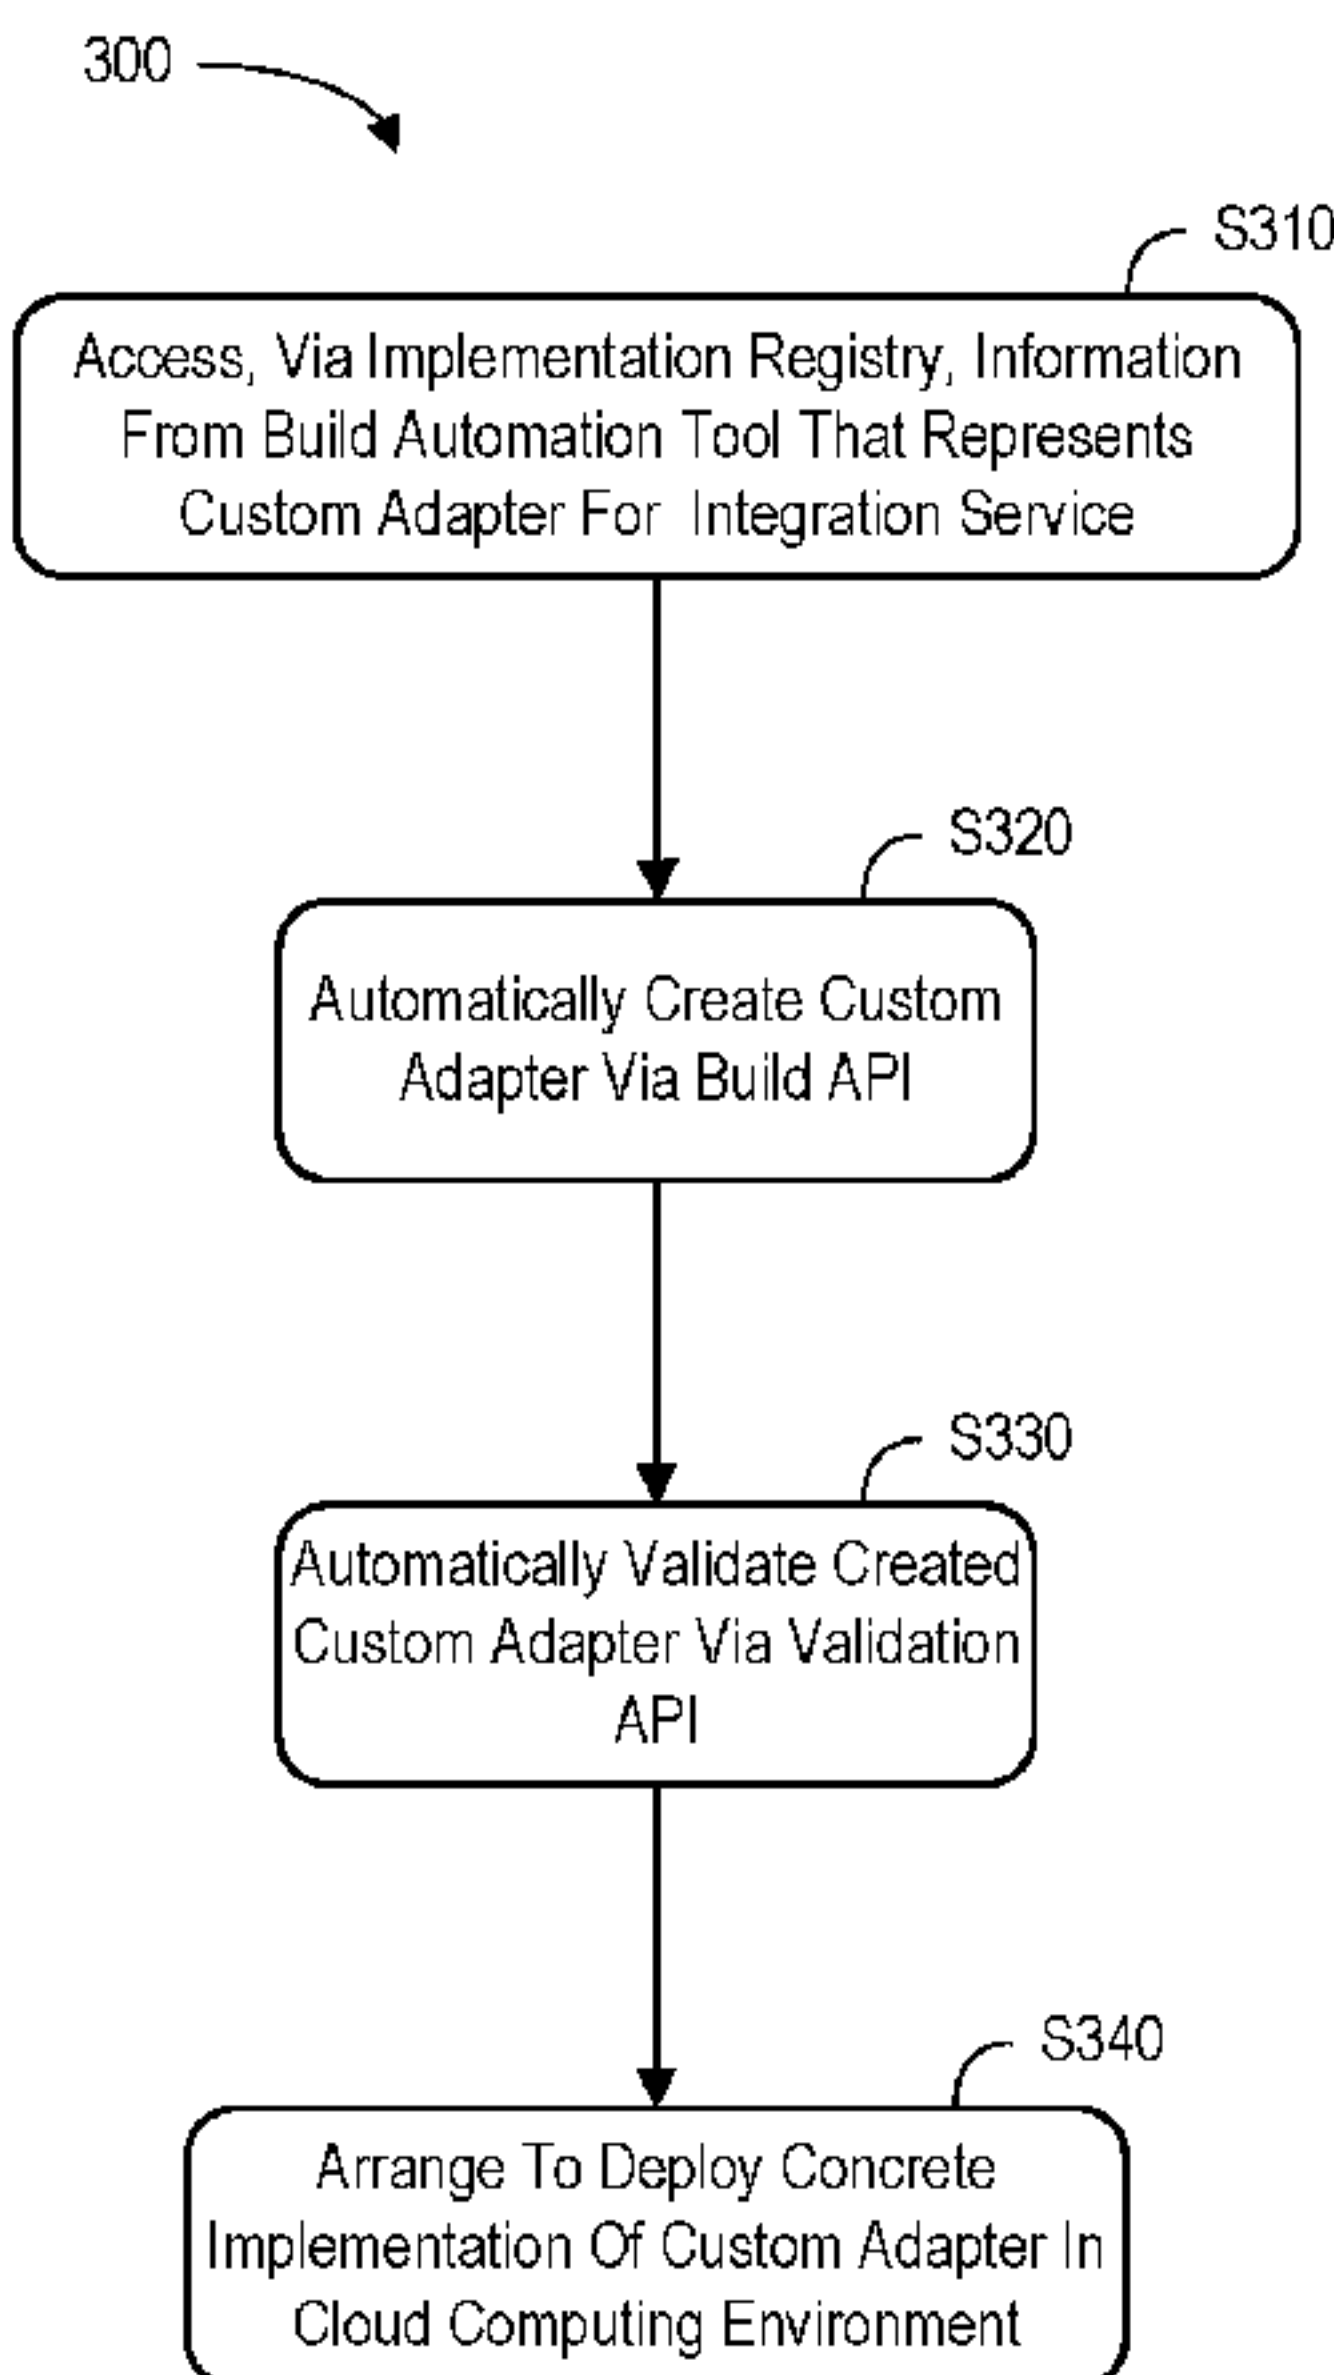 300
S310
Access, Via Implementation Registry, Information
From Build Automation Tool That Represents
Custom Adapter For Integration Service
S320
Automatically Create Custom
Adapter Via Build API
S330
Automatically Validate Created
Custom Adapter Via Validation
API
S340
Arrange To Deploy Concrete
Implementation Of Custom Adapter In
Cloud Computing Environment